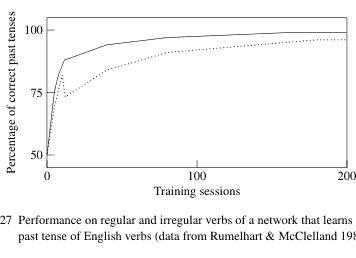 Percentage of correct past tenses
100
75
50
0
100
200
Training sessions
27 Performance on regular and irregular verbs of a network that learns
past tense of English verbs (data from Rumelhart & McClelland 198